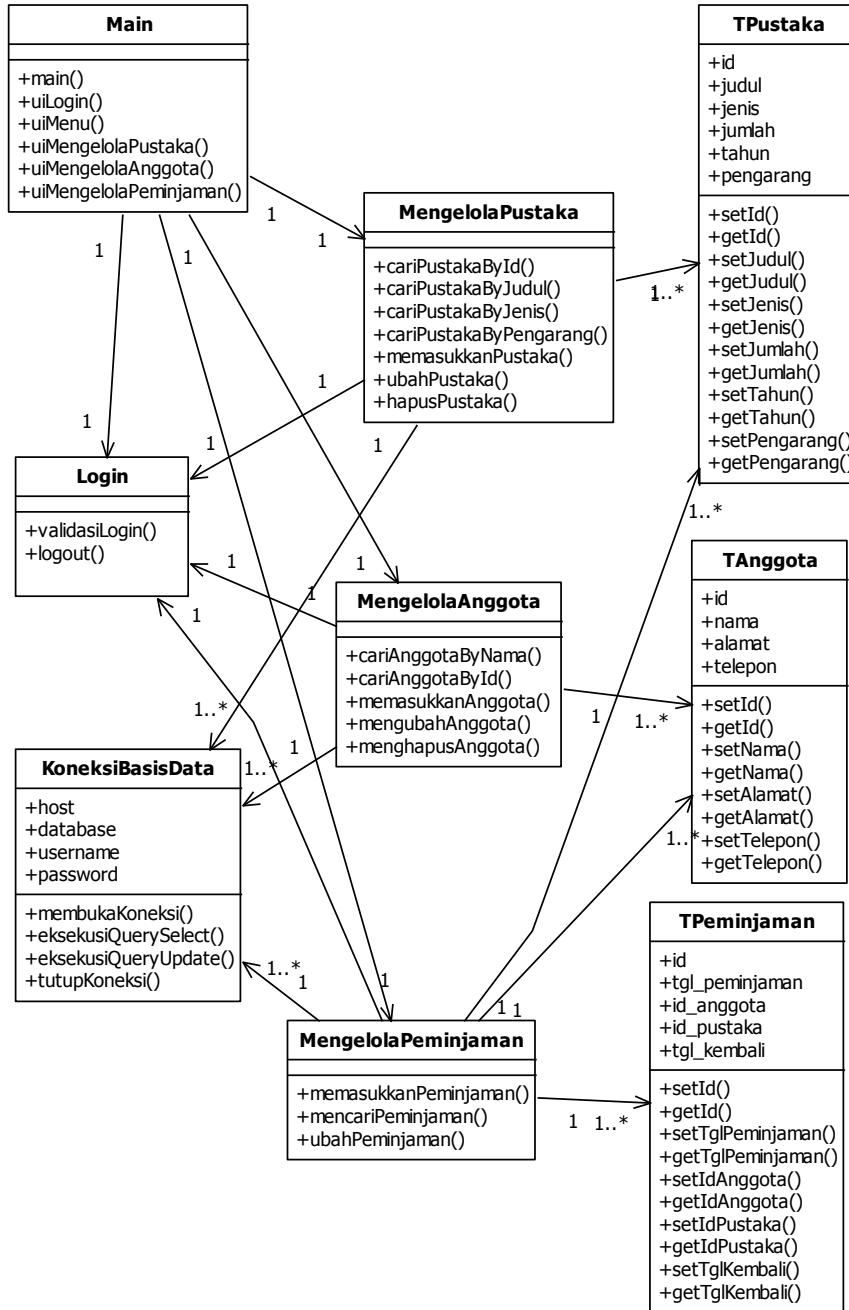 Main
+main()
+uiLogin()
+uiMenu()
+uiMengelolaPustaka()
+uiMengelolaAnggota()
+uiMengelolaPeminjaman()
TPustaka
+id
+judul
+jenis
+jumlah
+tahun
+pengarang
+setId()
+getId()
+setJudul()
+getJudul()
+setJenis()
+getJenis()
+setJumlah()
+getJumlah()
+setTahun()
+getTahun()
+setPengarang()
+getPengarang()
MengelolaPustaka
+cariPustakaById()
+cariPustakaByJudul()
+cariPustakaByJenis()
+cariPustakaByPengarang()
+memasukkanPustaka()
+ubahPustaka()
+hapusPustaka()
1
1
1
1
1
1
1..*
1
1
1
1
1..*
Login
+validasiLogin()
+logout()
1
1
1
1
1
TAnggota
+id
+nama
+alamat
+telepon
+setId()
+getId()
+setNama()
+getNama()
+setAlamat()
+getAlamat()
+setTelepon()
+getTelepon()
MengelolaAnggota
+cariAnggotaByNama()
+cariAnggotaById()
+memasukkanAnggota()
+mengubahAnggota()
+menghapusAnggota()
1..*
1
1..*
1
1..*
1..*
KoneksiBasisData
+host
+database
+username
+password
+membukaKoneksi()
+eksekusiQuerySelect()
+eksekusiQueryUpdate()
+tutupKoneksi()
1..*
1
1
1
1
MengelolaPeminjaman
+memasukkanPeminjaman()
+mencariPeminjaman()
+ubahPeminjaman()
1
1..*
TPeminjaman
+id
+tgl_peminjaman
+id_anggota
+id_pustaka
+tgl_kembali
+setId()
+getId()
+setTglPeminjaman()
+getTglPeminjaman()
+setIdAnggota()
+getIdAnggota()
+setIdPustaka()
+getIdPustaka()
+setTglKembali()
+getTglKembali()